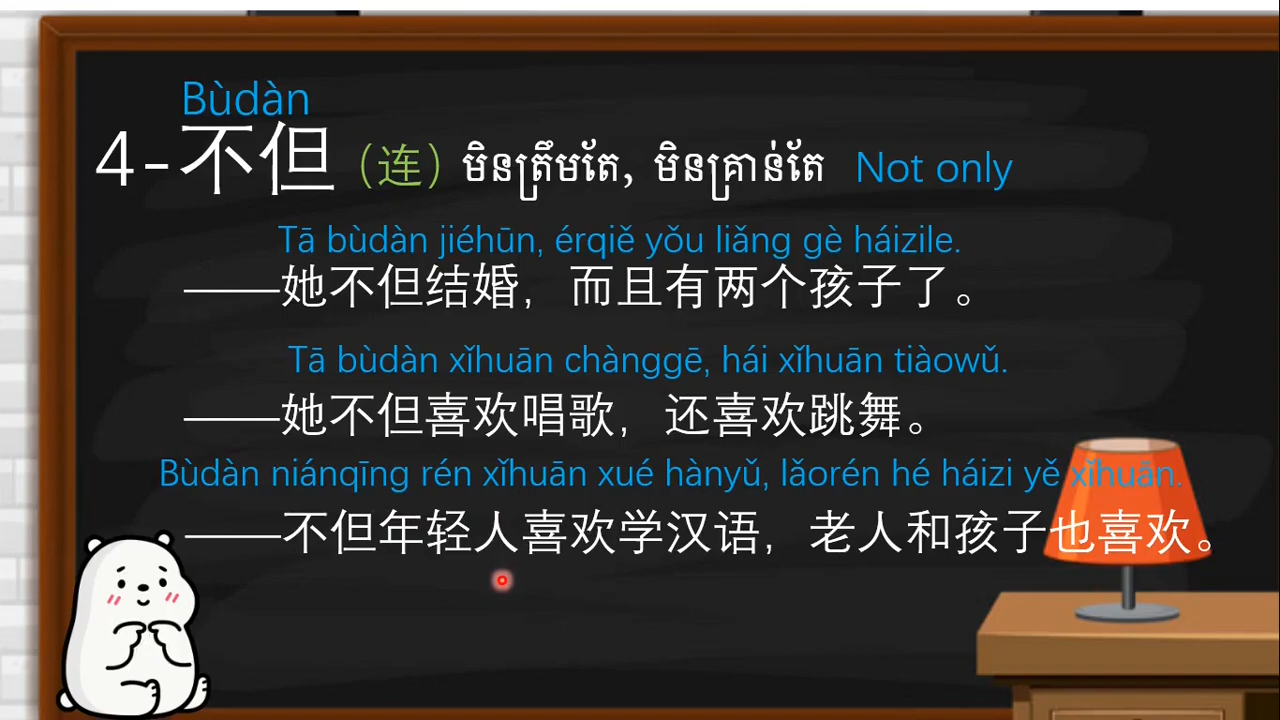 Bùdàn
4-不但（连）មិនត្រឹមតែ, មិនគ្រាន់តែ Not only
Tā bùdàn jiéhūn, érqiě yǒu liǎng gè háizile.
——她不但结婚，而且有两个孩子了。
Tā bùdàn xǐhuān chànggē, hái xǐhuān tiàowǔ.
——她不但喜欢唱歌，还喜欢跳舞。
Bùdàn niánqīng rén xǐhuān xué hànyǔ, lǎorén hé háizi yě xǐhuān.
——不但年轻人喜欢学汉语，老人和孩子也喜欢。